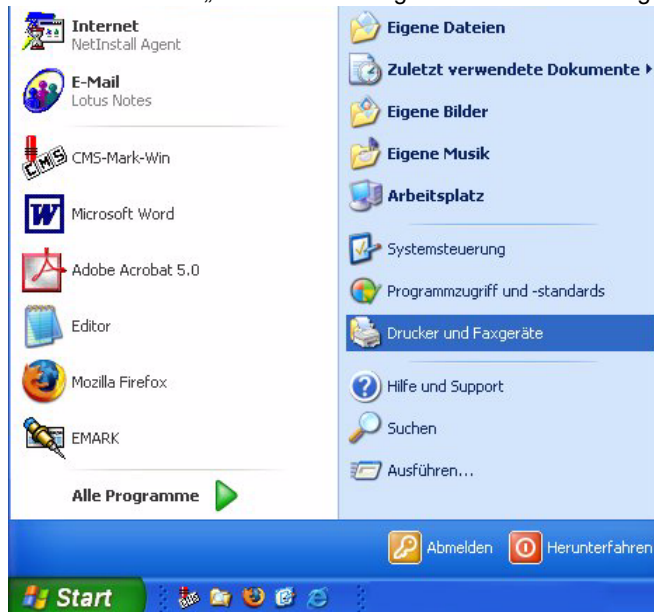 Internet
NetInstall Agent
E-Mail
Lotus Notes
CMS-Mark-Win
Microsoft Word
Adobe Acrobat 5.0
Editor
Mozilla Firefox
EMARK
Alle Programme
Eigene Dateien
Zuletzt verwendete Dokumente
Eigene Bilder
Eigene Musik
Arbeitsplatz
Systemsteuerung
Programmzugriff und -standards
Drucker und Faxgeräte
Hilfe und Support
Suchen
Ausführen...
Abmelden
Herunterfahren
Start